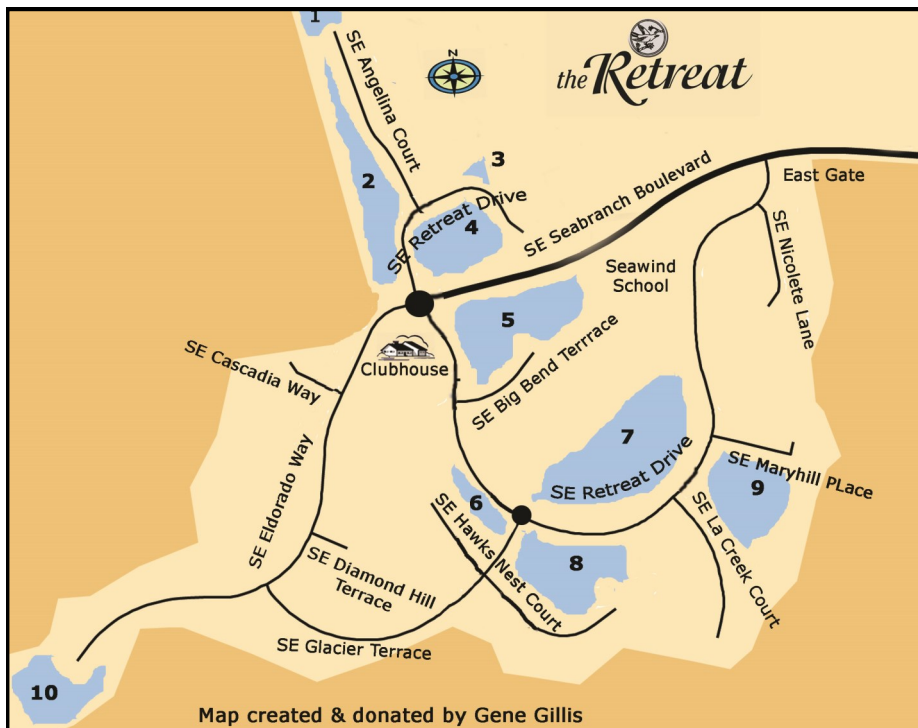 1
N
the Retreat
SE Angelina Court
3
2
SE Retreat Drive
4
SE Seabranch Boulevard
East Gate
SE Nicolete Lane
Seawind
School
5
Clubhouse
SE Cascadia Way
SE Big Bend Terrrace
7
SE Retreat Drive
SE Maryhill PLace
9
6
SE Eldorado Way
SE Hawks Nest Court
SE La Creek Court
8
SE Diamond Hill
Terrace
SE Glacier Terrace
10
Map created & donated by Gene Gillis